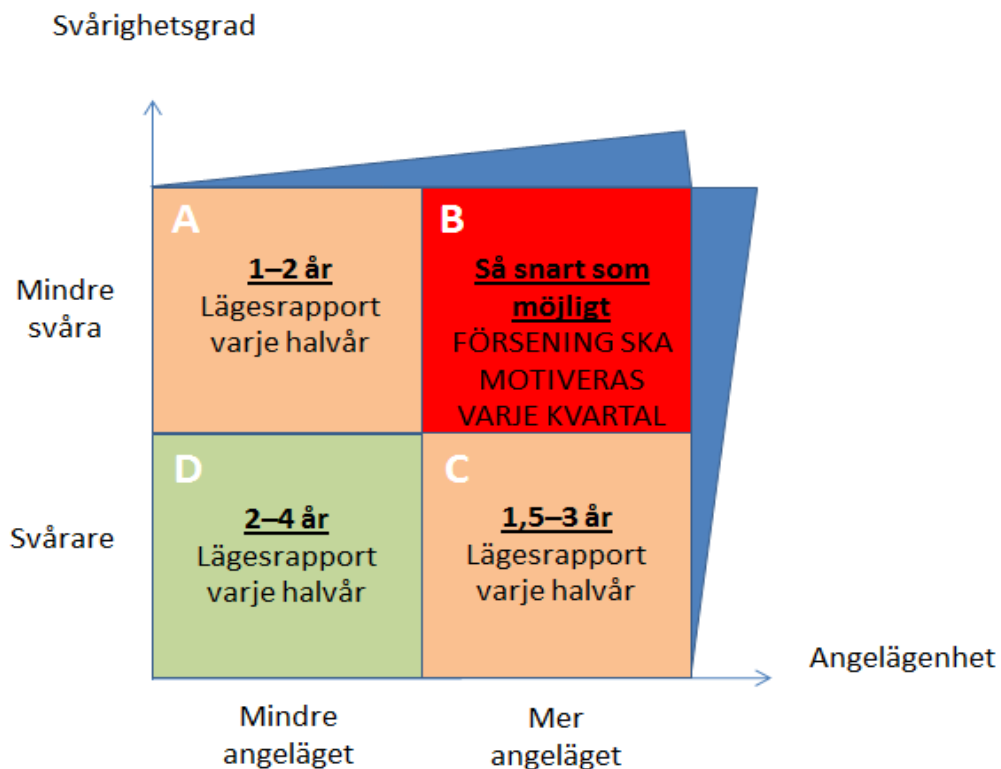 Svårighetsgrad
A
1–2 år
Lägesrapport
varje halvår
B
Så snart som
möjligt
FÖRSENING SKA
MOTIVERAS
VARJE KVARTAL
Mindre
svåra
D
2–4 år
Lägesrapport
varje halvår
C
1,5–3 år
Lägesrapport
varje halvår
Svårare
Angelägenhet
Mindre
angeläget
Mer
angeläget